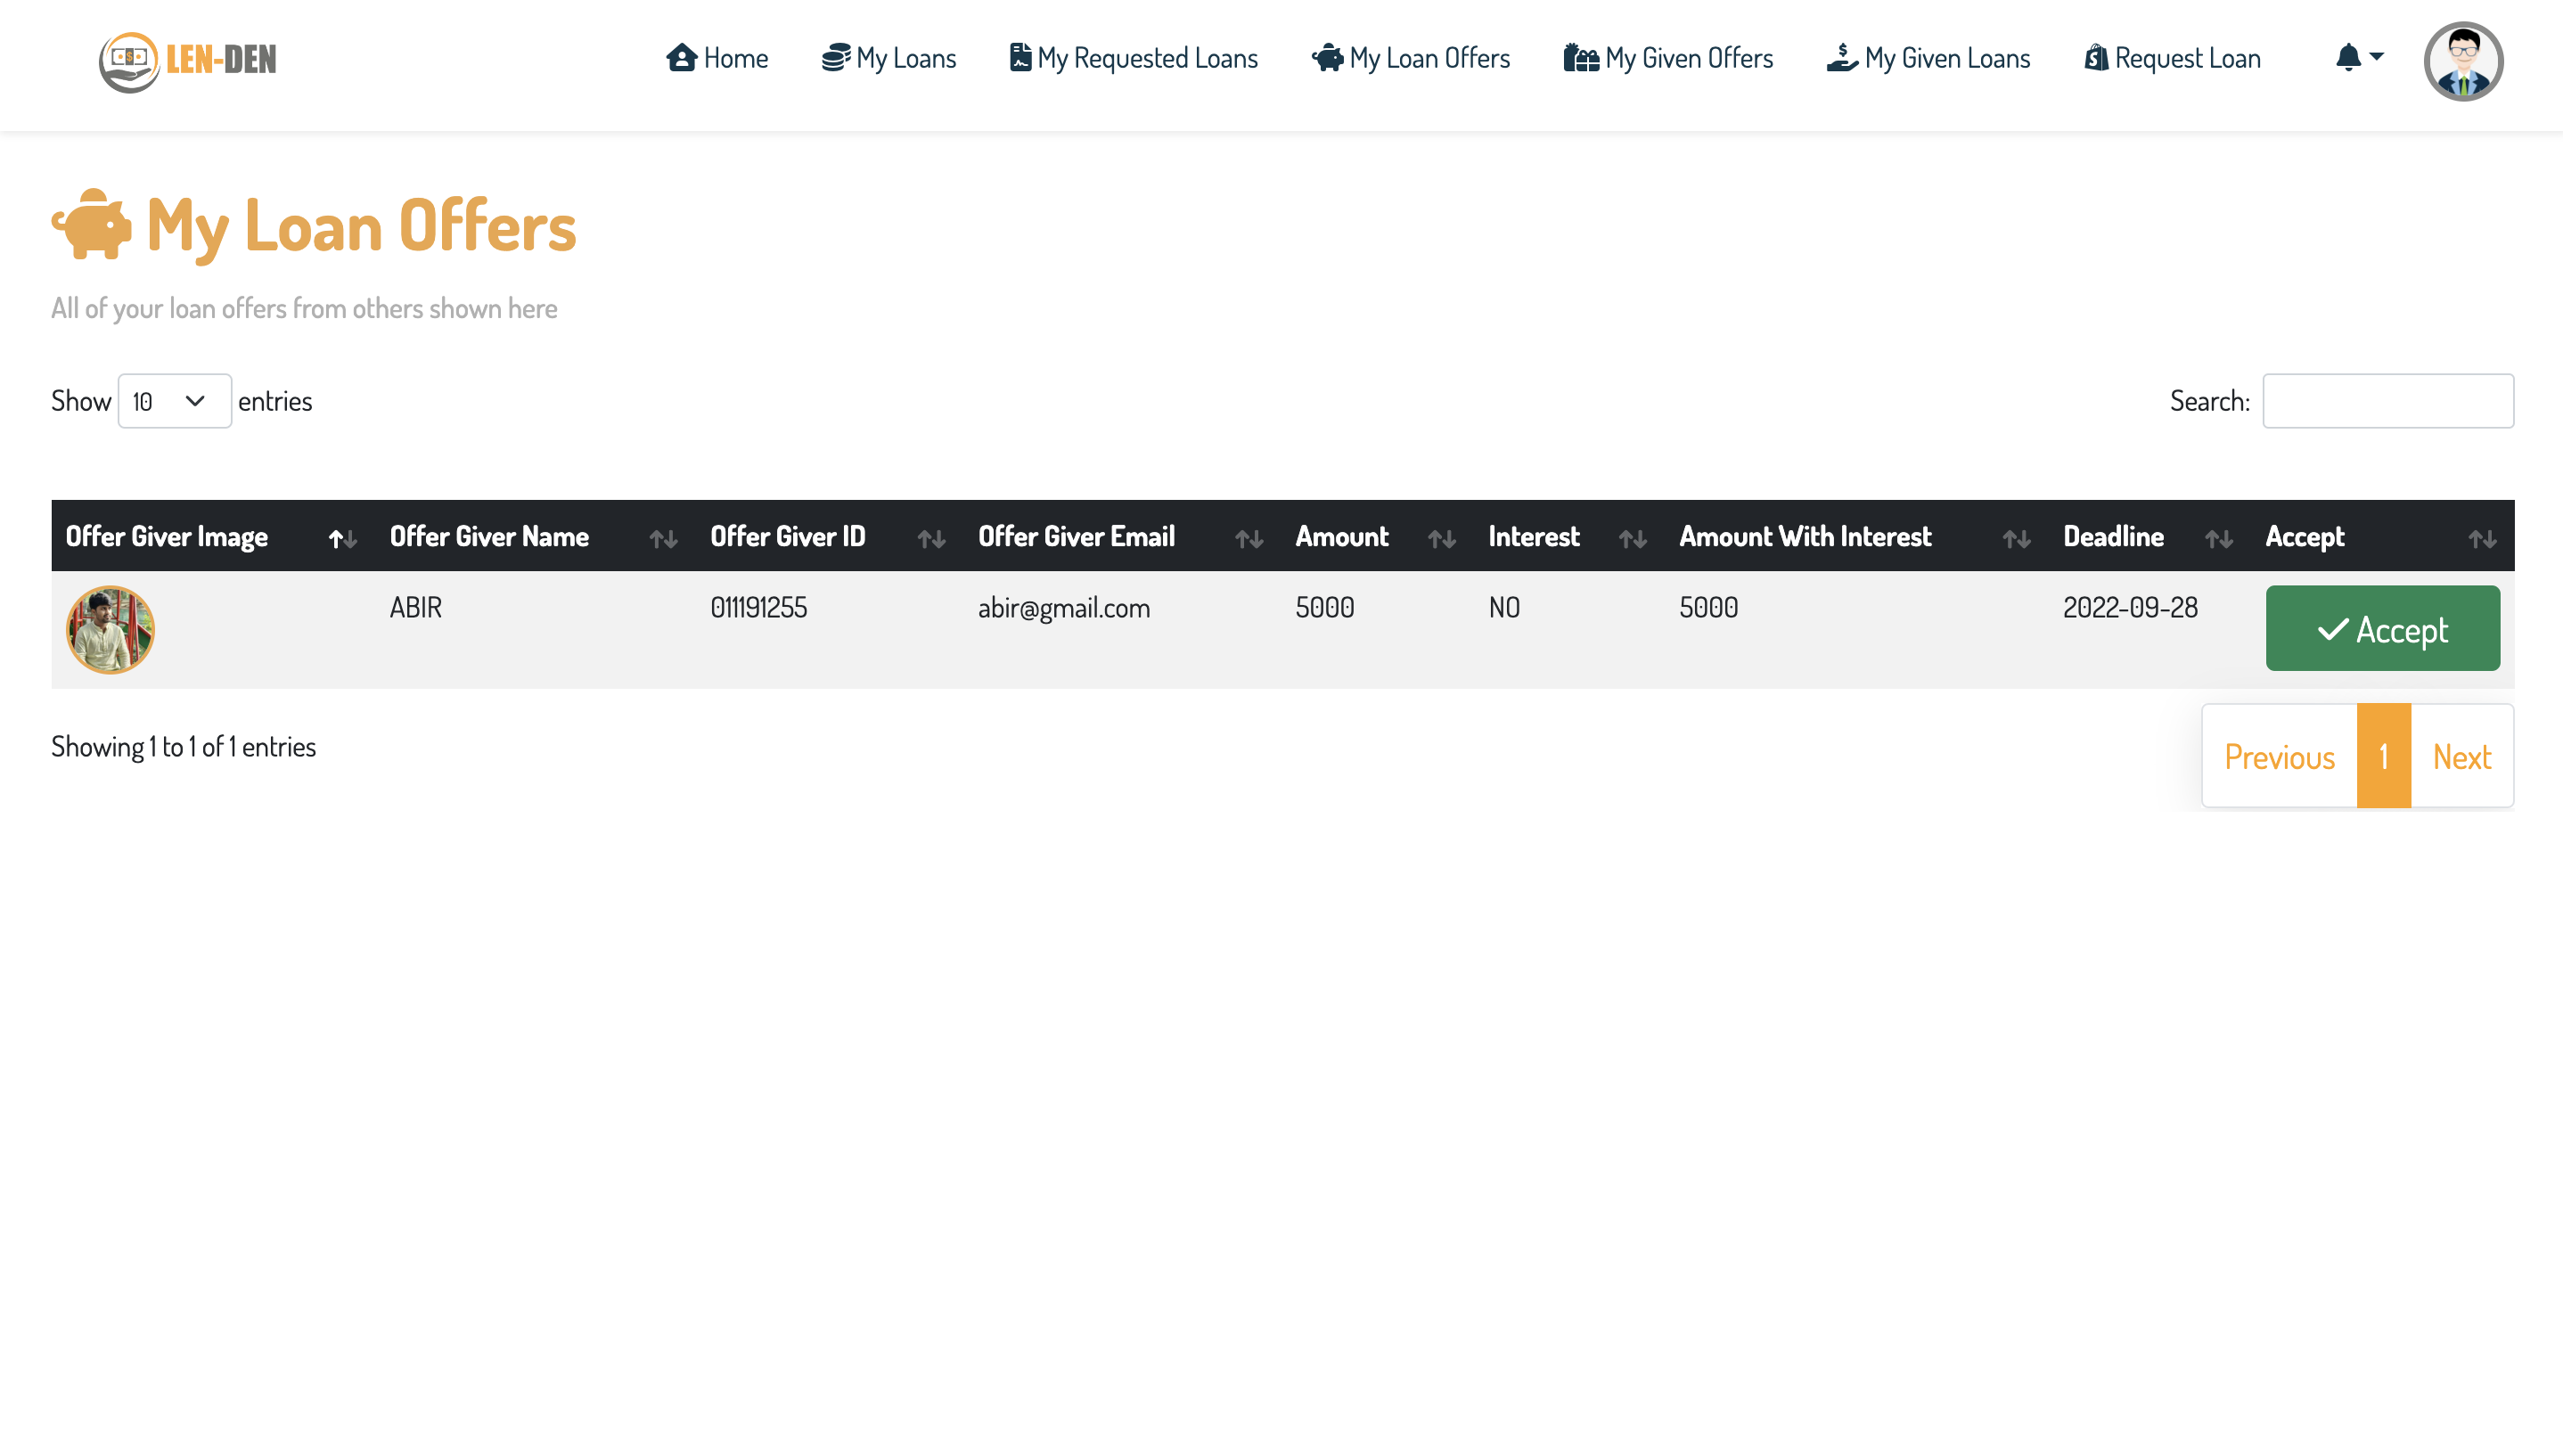 LEN-DEN Home My Loans My Requested Loans My Loan Offers My Given Offers My Given Loans Request Loan
My Loan Offers
All of your loan offers from others shown here
Show 10 entries Search:
Offer Giver Image Offer Giver Name Offer Giver ID Offer Giver Email Amount Interest Amount With Interest Deadline Accept
ABIR 011191255 abir@gmail.com 5000 NO 5000 2022-09-28 Accept
Showing 1 to 1 of 1 entries Previous 1 Next